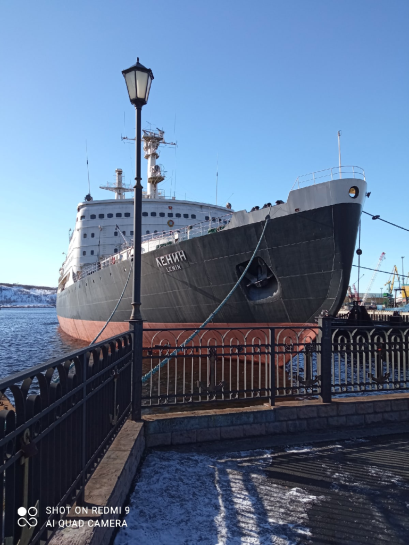 ЛЕНИН
LENIN
SHOT ON REDMI 9
AI QUAD CAMERA